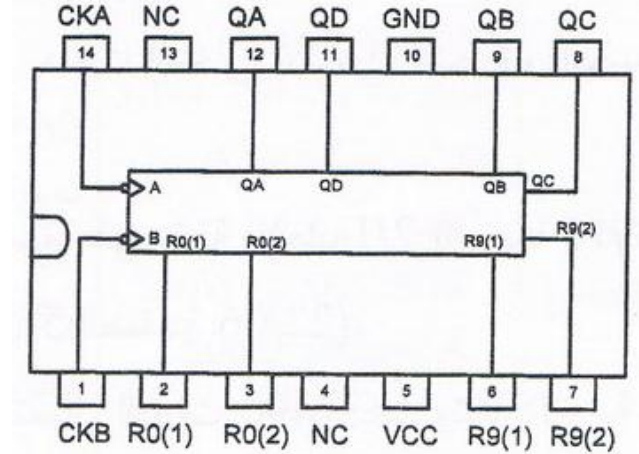 CKA NC QA QD GND QB QC
14 13 12 11 10 9 8
A QA QD QB QC
B R0(1) R0(2) R9(1) R9(2)
1 2 3 4 5 6 7
CKB R0(1) R0(2) NC VCC R9(1) R9(2)